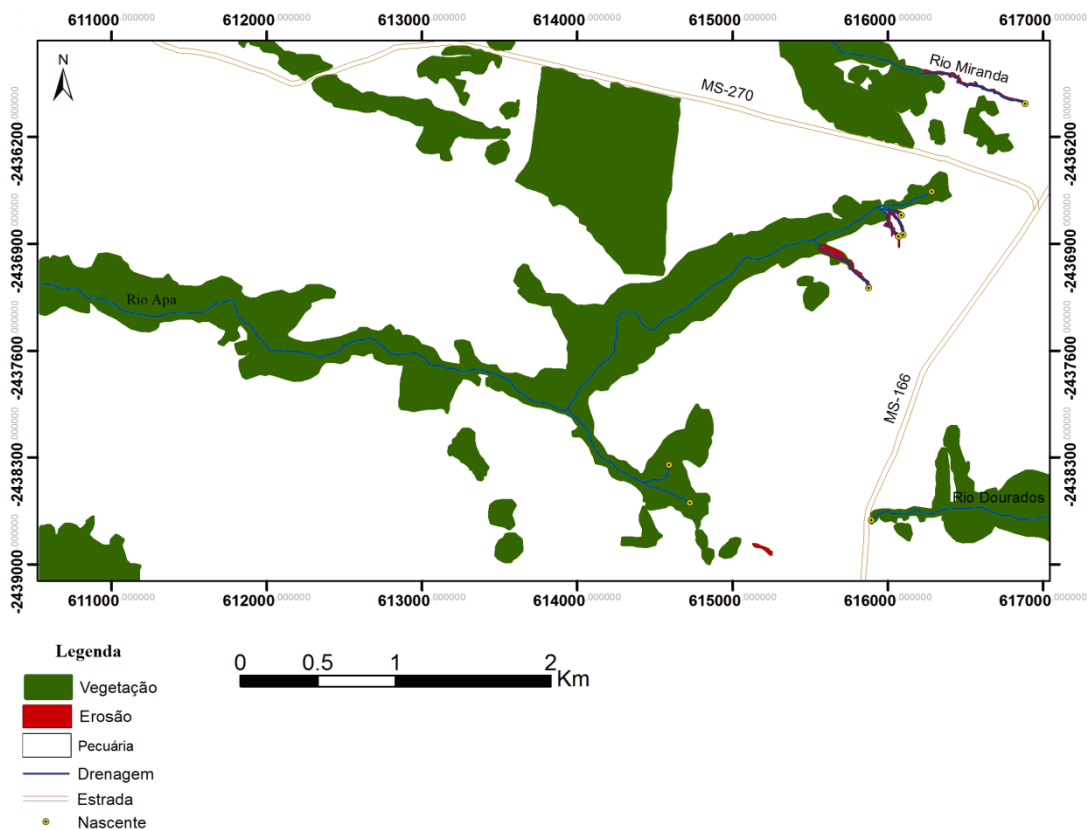 611000 612000 613000 614000 615000 616000 617000.000000
N
Rio Miranda
MS-270
-2436200.000000 -2436200.000000
-2436900.000000 -2436900.000000
Rio Apa
-2437600.000000 -2437600.000000
MS-166
-2438300.000000 -2438300.000000
Rio Dourados
-2439000.000000 -2439000.000000
611000.000000 612000.000000 613000.000000 614000.000000 615000.000000 616000.000000 617000.000000
Legenda
Vegetação
Erosão
Pecuária
Drenagem
Estrada
Nascente
0 0.5 1 2
Km